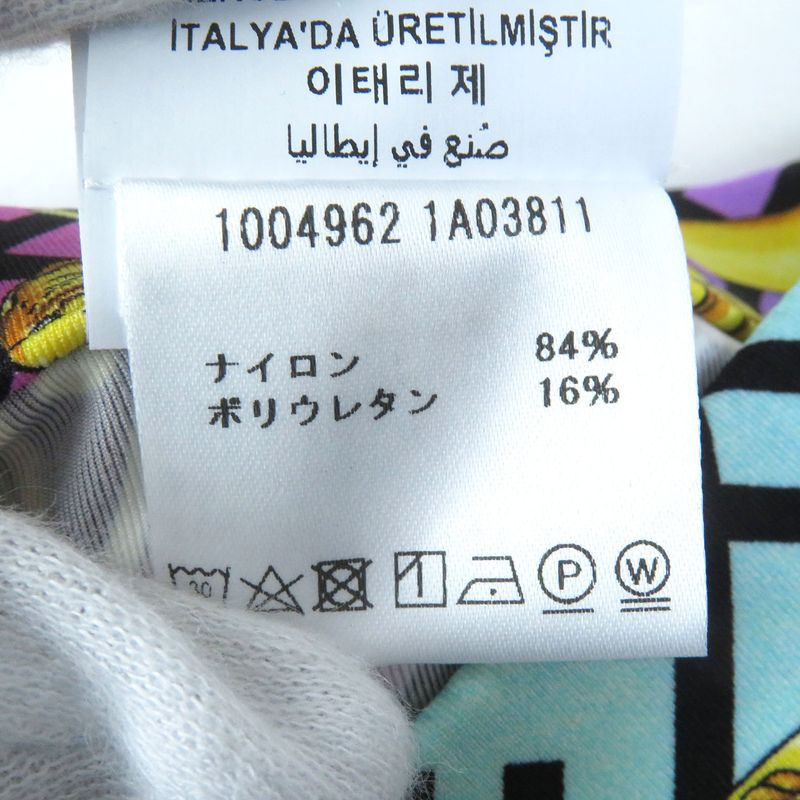 İTALYA'DA ÜRETİLMİŞTİR
이태리 제
صُنع في إيطاليا
1004962 1A03811
ナイロン 84%
ポリウレタン 16%
30
P
W